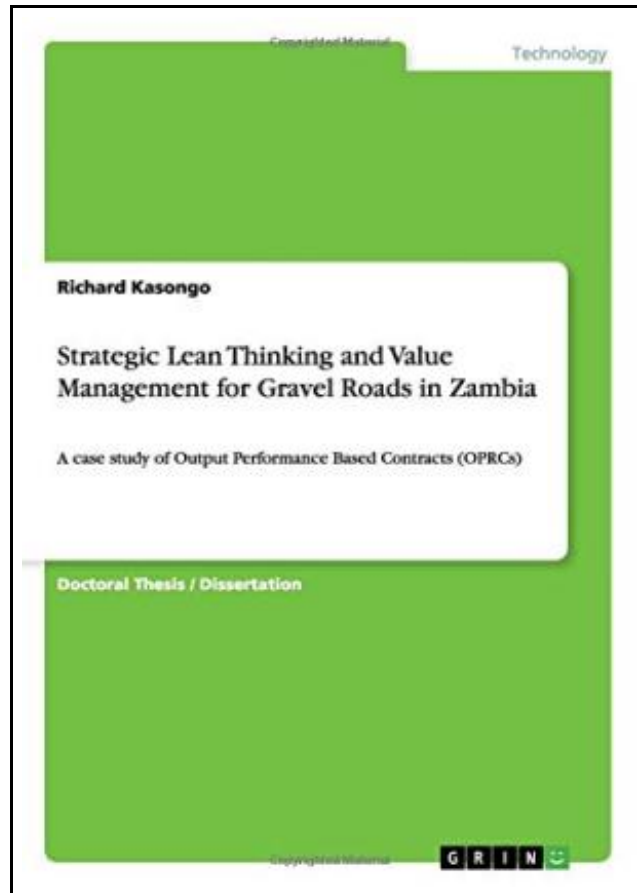 Copyrighted Material
Technology
Richard Kasongo
Strategic Lean Thinking and Value
Management for Gravel Roads in Zambia
A case study of Output Performance Based Contracts (OPRCs)
Doctoral Thesis / Dissertation
Copyrighted Material
GRIN